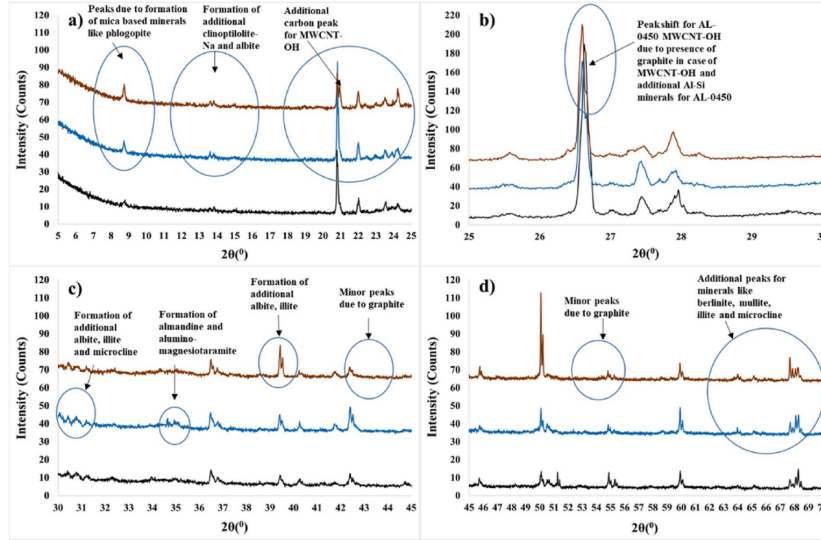 a)
Peaks due to formation
of mica based minerals
like phlogopite
Formation of
additional
clinoptilolite-
Na and albite
Additional
carbon peak
for MWCNT-
OH
Intensity (Counts)
120
110
100
90
80
70
60
50
40
30
20
10
0
5 6 7 8 9 10 11 12 13 14 15 16 17 18 19 20 21 22 23 24 25
2θ(⁰)
b)
Peak shift for AL-
0450 MWCNT-OH
due to presence of
graphite in case of
MWCNT-OH and
additional Al-Si
minerals for AL-0450
Intensity (Counts)
220
200
180
160
140
120
100
80
60
40
20
0
25 26 27 28 29 30
2θ(⁰)
c)
Formation of
additional
albite, illite
and microcline
Formation of
almandine and
alumino-
magnesiotaramite
Formation of
additional
albite, illite
Minor peaks
due to graphite
Intensity (Counts)
120
110
100
90
80
70
60
50
40
30
20
10
0
30 31 32 33 34 35 36 37 38 39 40 41 42 43 44 45
2θ(⁰)
d)
Minor peaks
due to graphite
Additional peaks for
minerals like
berlinite, mullite,
illite and microcline
Intensity (Counts)
120
110
100
90
80
70
60
50
40
30
20
10
0
45 46 47 48 49 50 51 52 53 54 55 56 57 58 59 60 61 62 63 64 65 66 67 68 69
2θ(⁰)